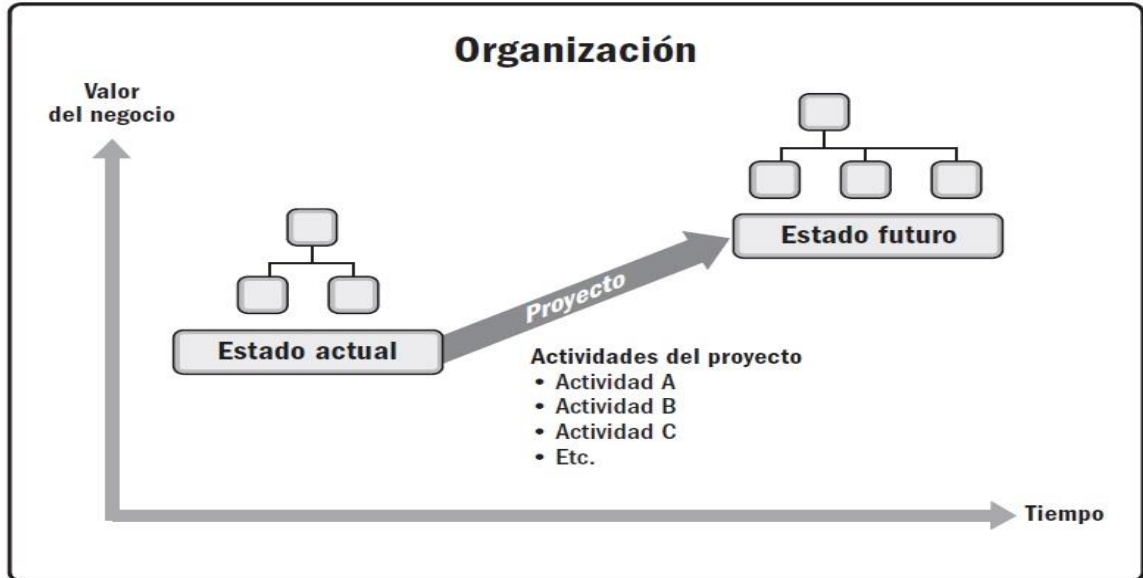 Organización
Valor
del negocio
Estado futuro
Proyecto
Estado actual
Actividades del proyecto
• Actividad A
• Actividad B
• Actividad C
• Etc.
Tiempo